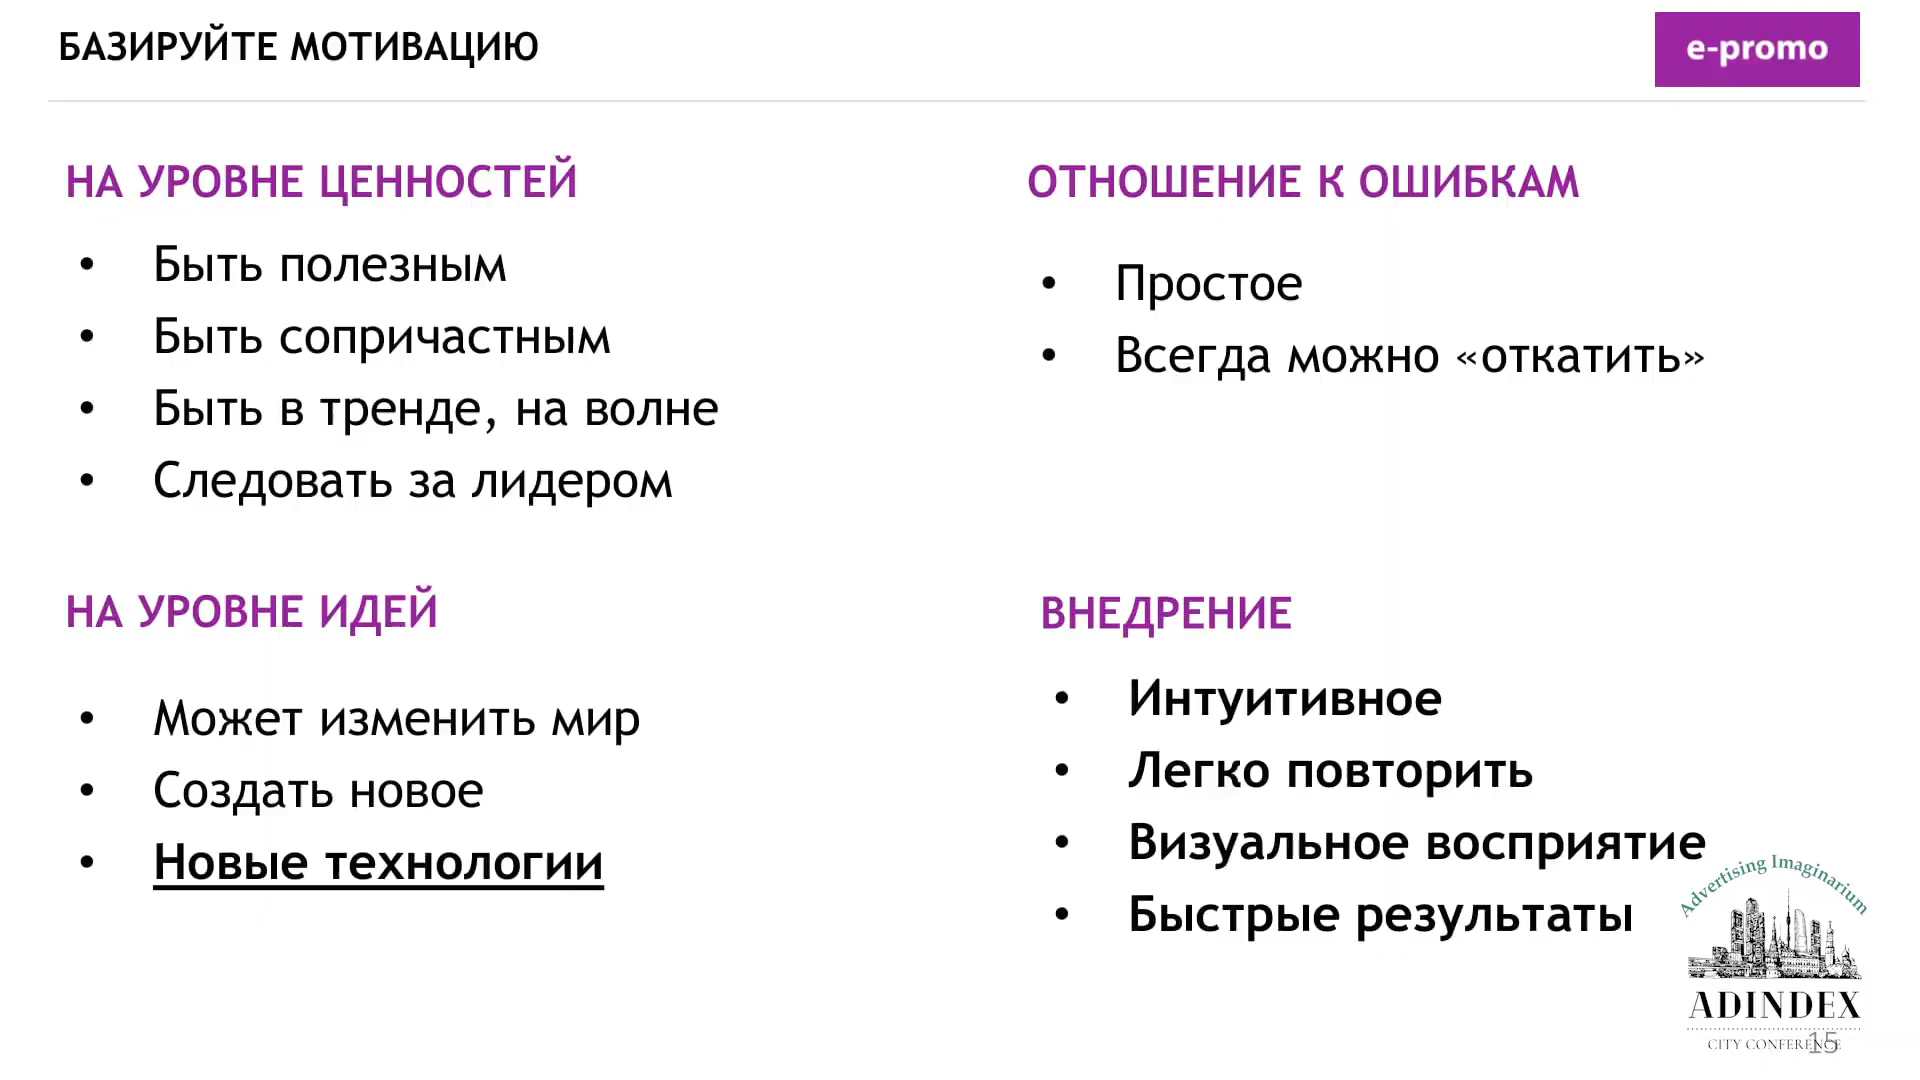 БАЗИРУЙТЕ МОТИВАЦИЮ
e-promo
НА УРОВНЕ ЦЕННОСТЕЙ
• Быть полезным
• Быть сопричастным
• Быть в тренде, на волне
• Следовать за лидером
ОТНОШЕНИЕ К ОШИБКАМ
• Простое
• Всегда можно «откатить»
НА УРОВНЕ ИДЕЙ
• Может изменить мир
• Создать новое
• Новые технологии
ВНЕДРЕНИЕ
• Интуитивное
• Легко повторить
• Визуальное восприятие
• Быстрые результаты
Advertising Imaginarium
ADINDEX
CITY CONFERENCE
15